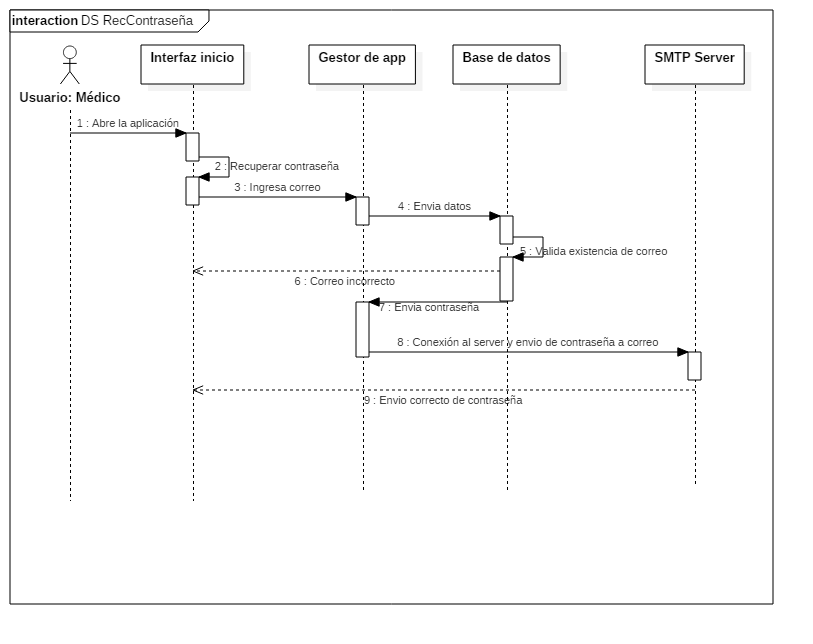 interaction DS RecContraseña
Interfaz inicio
Gestor de app
Base de datos
SMTP Server
Usuario: Médico
1 : Abre la aplicación
2 : Recuperar contraseña
3 : Ingresa correo
4 : Envia datos
5 : Valida existencia de correo
6 : Correo incorrecto
7 : Envia contraseña
8 : Conexión al server y envio de contraseña a correo
9 : Envio correcto de contraseña